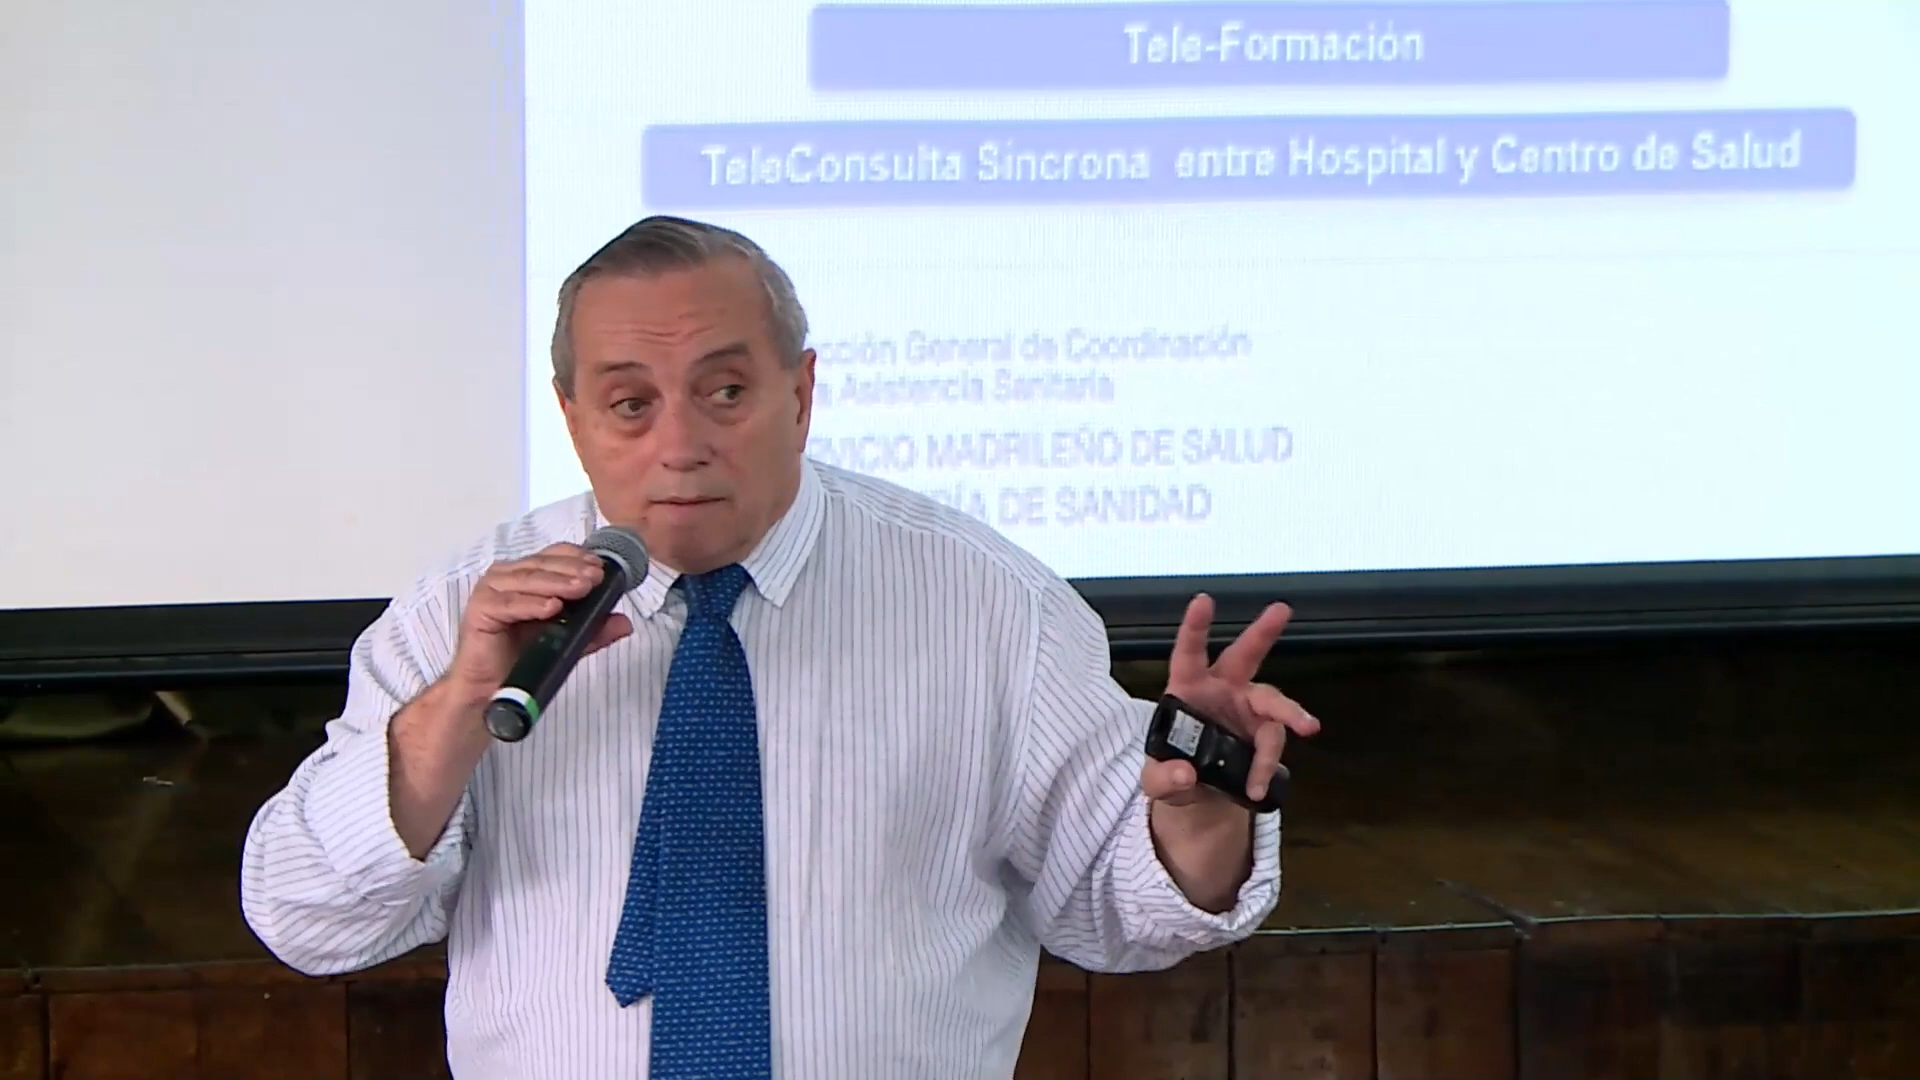 Tele-Formación
TeleConsulta Síncrona entre Hospital y Centro de Salud
cción General de Coordinación
a Asistencia Sanitaria
RVICIO MADRILEÑO DE SALUD
RÍA DE SANIDAD